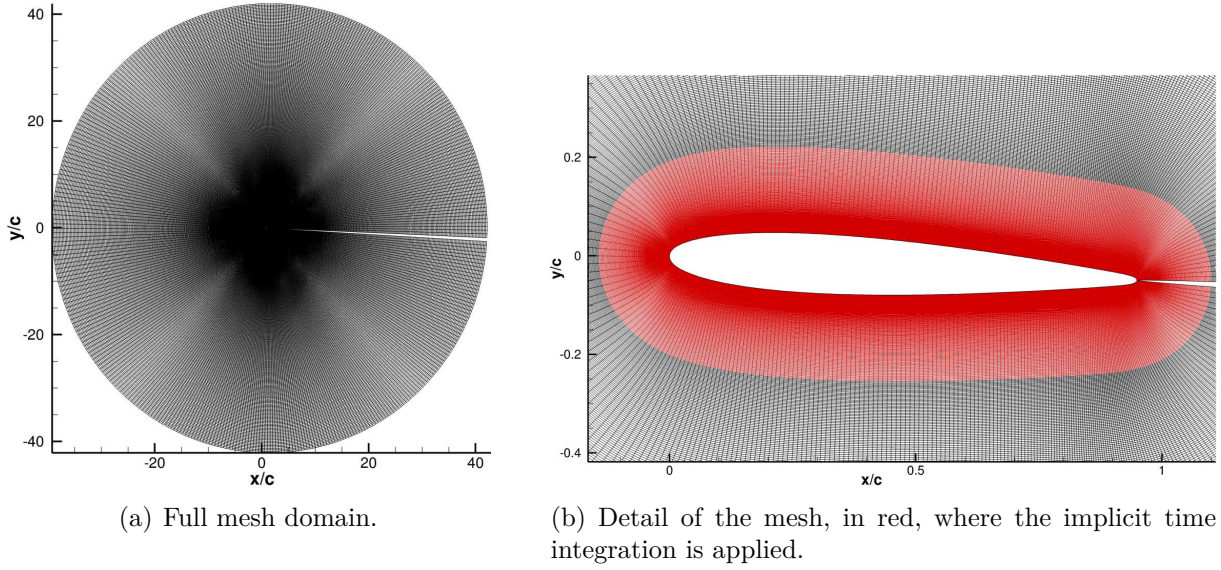 40
20
0
-20
-40
y/c
-20
0
20
40
x/c
0.2
0
-0.2
-0.4
y/c
0
0.5
1
x/c
(a) Full mesh domain.
(b) Detail of the mesh, in red, where the implicit time
integration is applied.